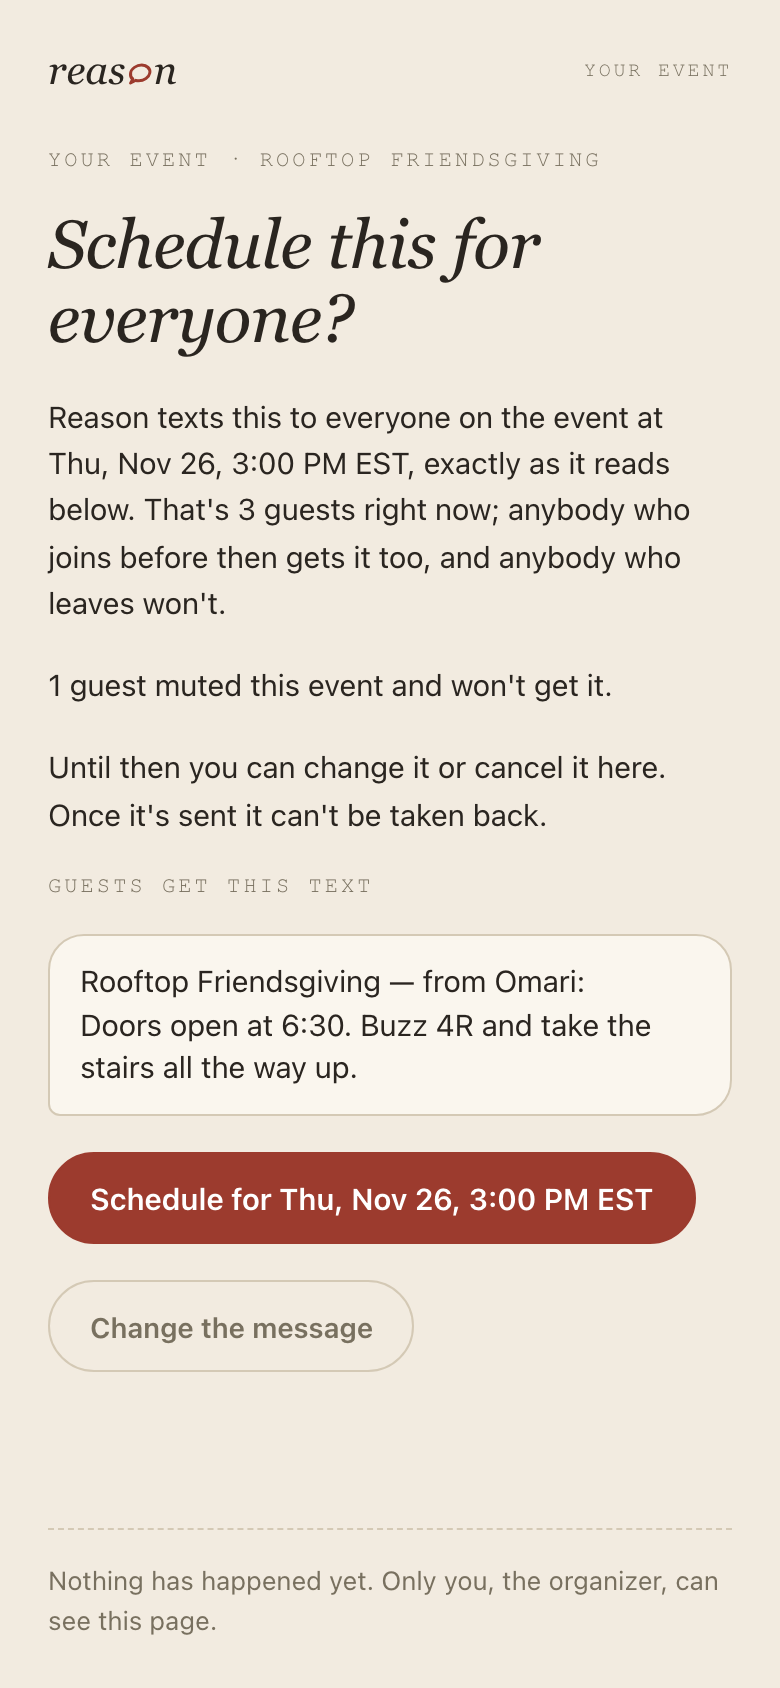 reason
YOUR EVENT
YOUR EVENT · ROOFTOP FRIENDSGIVING
Schedule this for
everyone?
Reason texts this to everyone on the event at
Thu, Nov 26, 3:00 PM EST, exactly as it reads
below. That's 3 guests right now; anybody who
joins before then gets it too, and anybody who
leaves won't.
1 guest muted this event and won't get it.
Until then you can change it or cancel it here.
Once it's sent it can't be taken back.
GUESTS GET THIS TEXT
Rooftop Friendsgiving — from Omari:
Doors open at 6:30. Buzz 4R and take the
stairs all the way up.
Schedule for Thu, Nov 26, 3:00 PM EST
Change the message
Nothing has happened yet. Only you, the organizer, can
see this page.